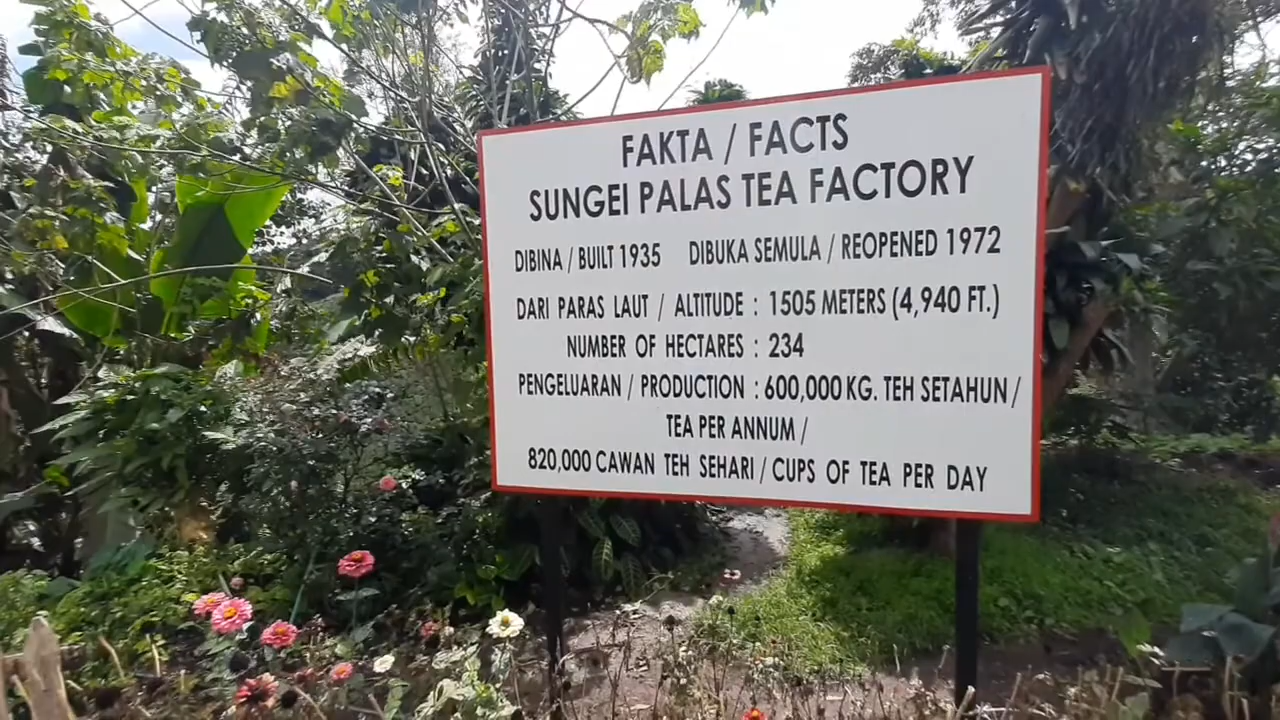 FAKTA / FACTS
SUNGEI PALAS TEA FACTORY
DIBINA / BUILT 1935 DIBUKA SEMULA / REOPENED 1972
DARI PARAS LAUT / ALTITUDE : 1505 METERS (4,940 FT.)
NUMBER OF HECTARES : 234
PENGELUARAN / PRODUCTION : 600,000 KG. TEH SETAHUN /
TEA PER ANNUM /
820,000 CAWAN TEH SEHARI / CUPS OF TEA PER DAY